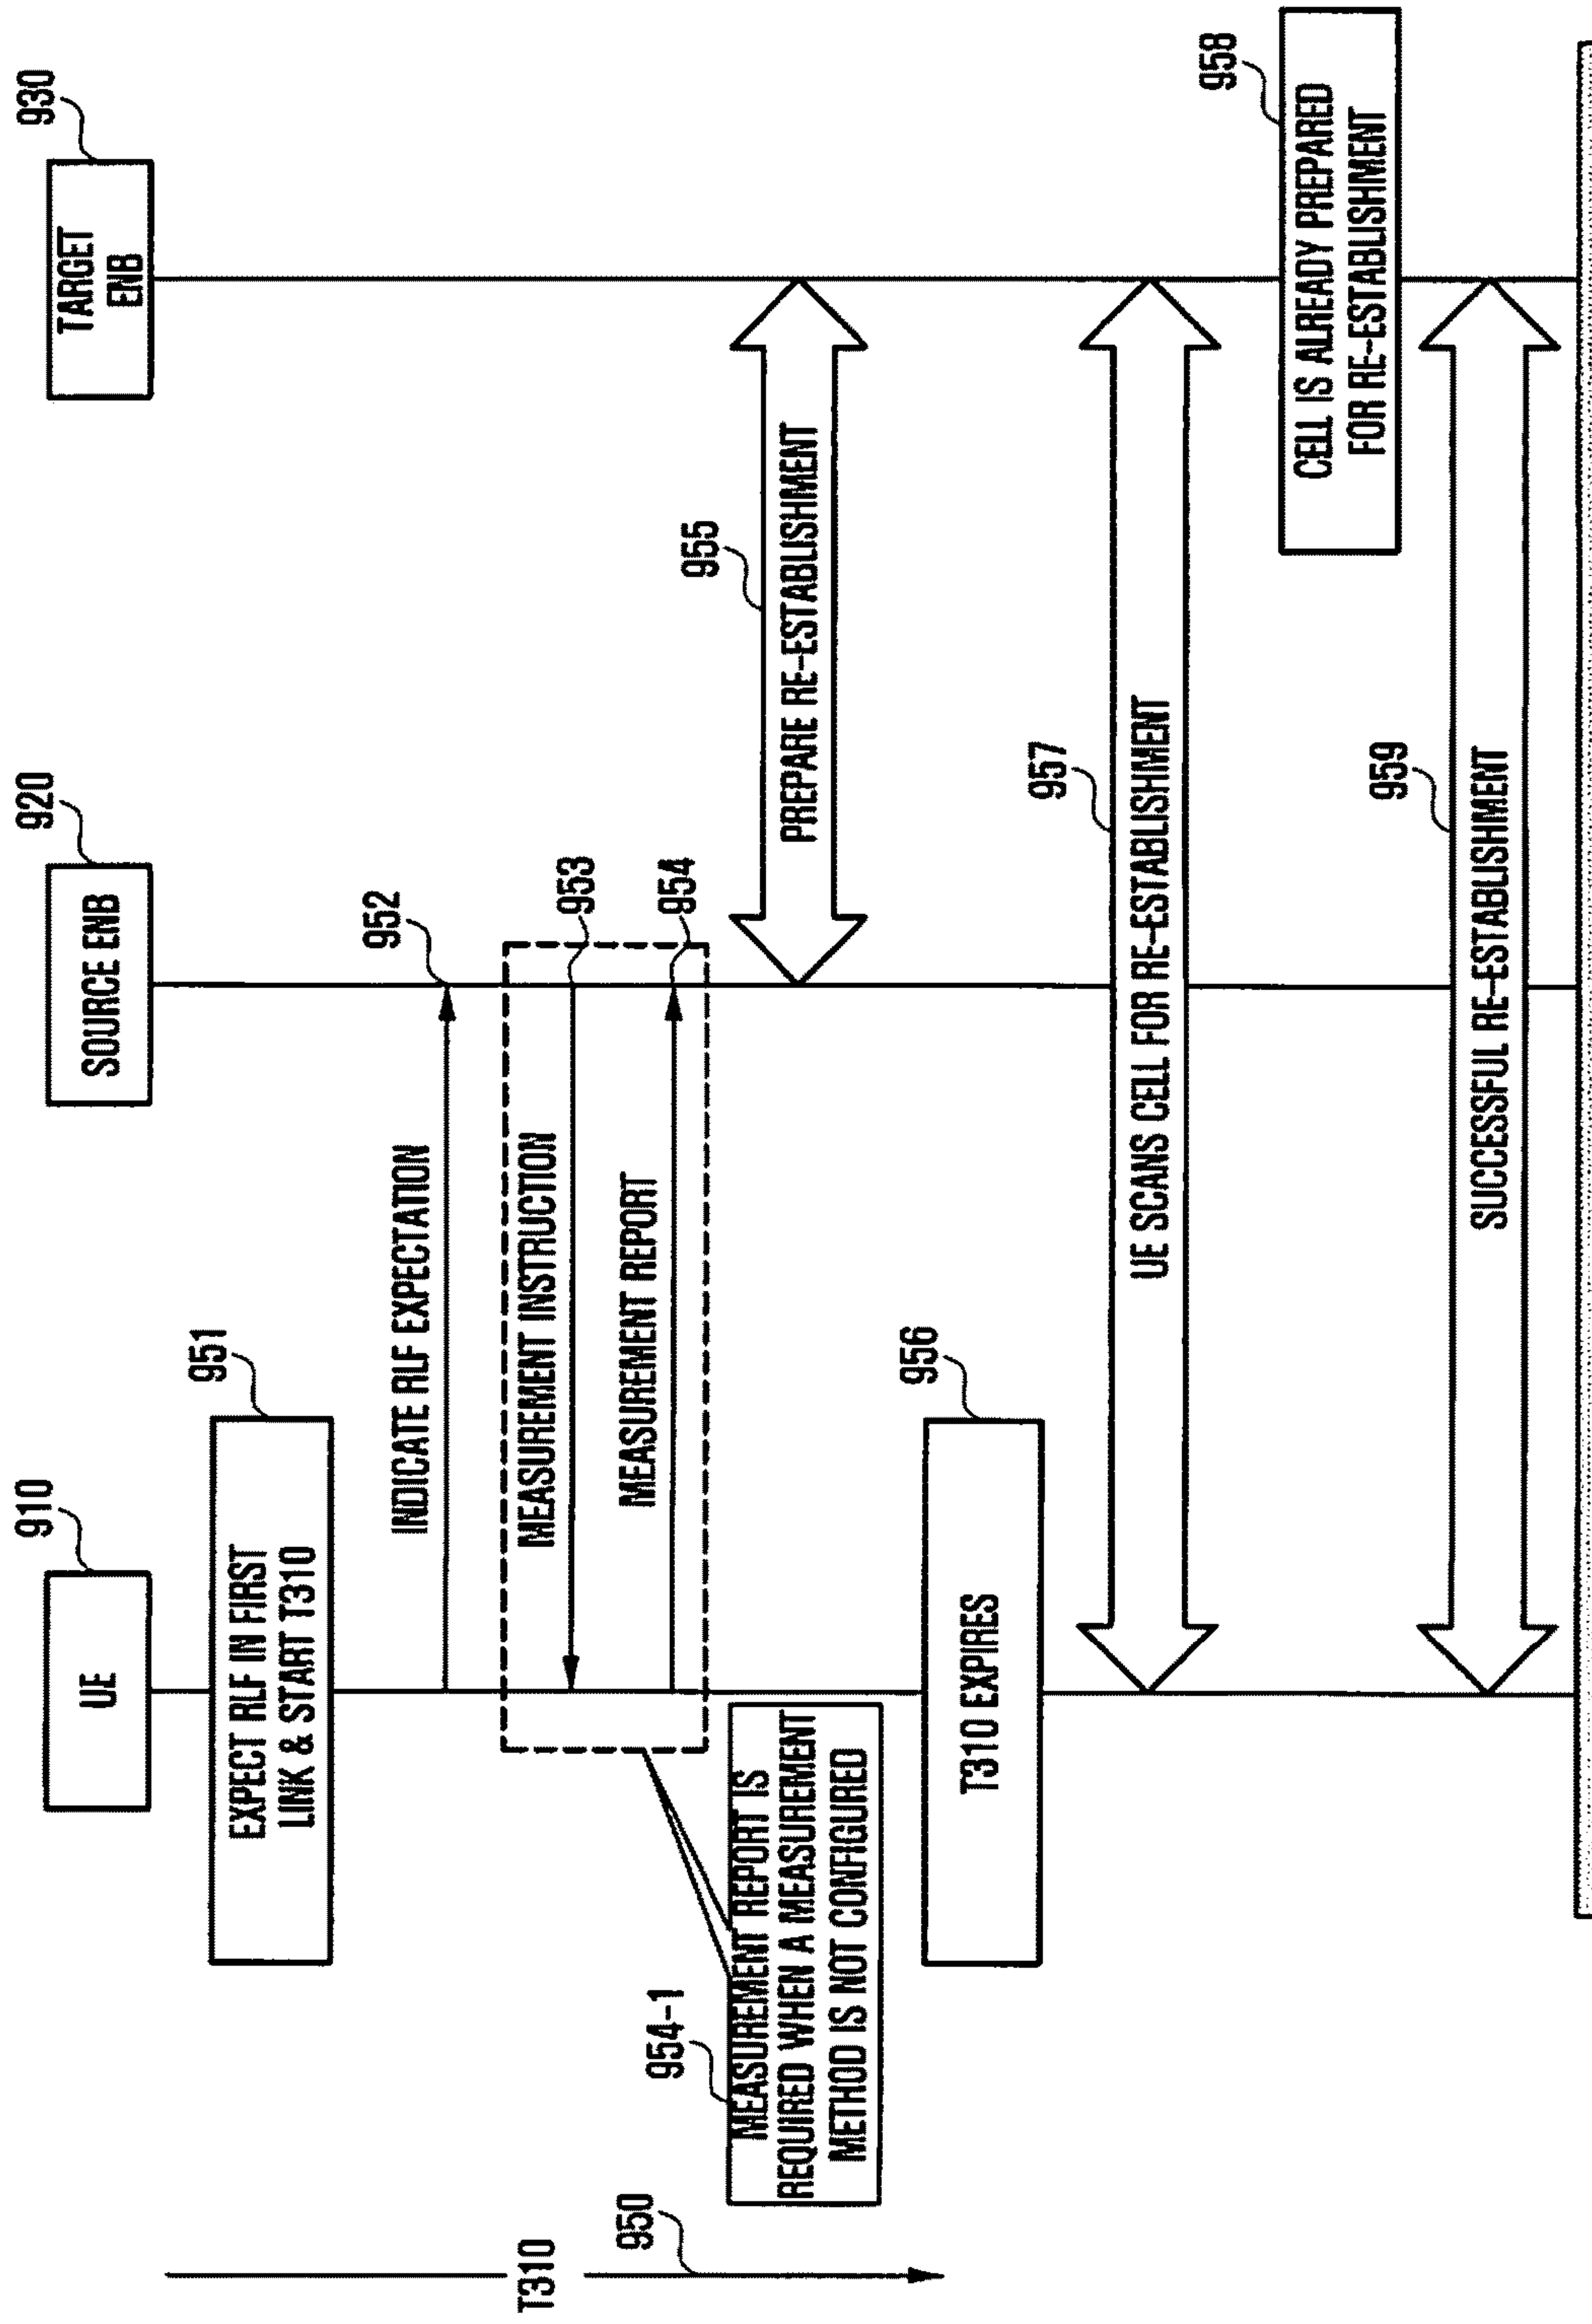 910
UE
920
SOURCE ENB
930
TARGET
ENB
951
EXPECT RLF IN FIRST
LINK & START T310
952
INDICATE RLF EXPECTATION
953
MEASUREMENT INSTRUCTION
954
MEASUREMENT REPORT
954-1
MEASUREMENT REPORT IS
REQUIRED WHEN A MEASUREMENT
METHOD IS NOT CONFIGURED
T310
950
955
PREPARE RE-ESTABLISHMENT
956
T310 EXPIRES
957
UE SCANS CELL FOR RE-ESTABLISHMENT
958
CELL IS ALREADY PREPARED
FOR RE-ESTABLISHMENT
959
SUCCESSFUL RE-ESTABLISHMENT